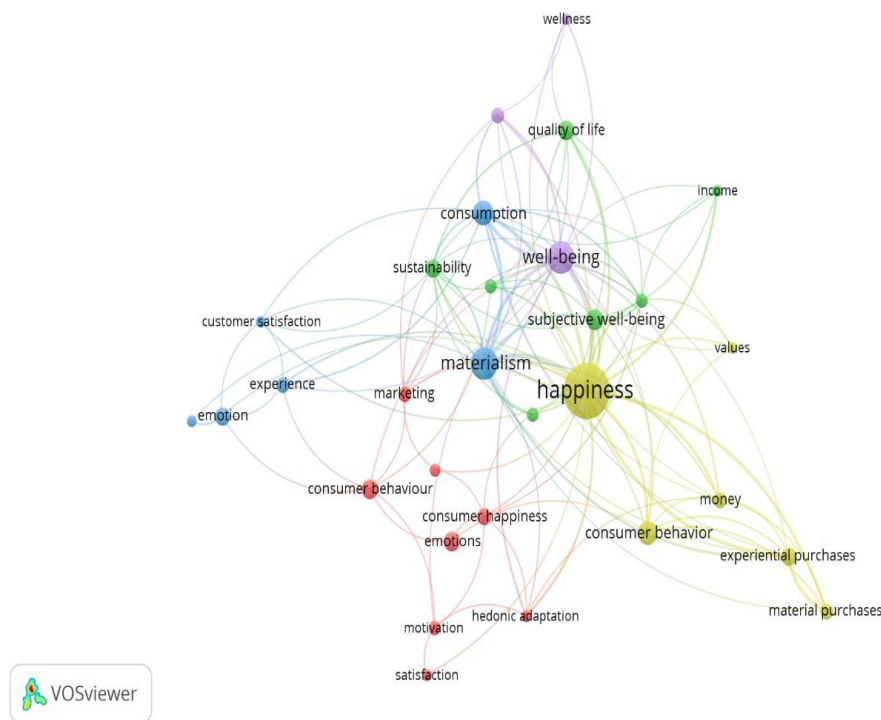 wellness
quality of life
income
consumption
well-being
sustainability
customer satisfaction
subjective well-being
values
materialism
experience
marketing
happiness
emotion
consumer behaviour
money
consumer happiness
consumer behavior
emotions
experiential purchases
material purchases
hedonic adaptation
motivation
satisfaction
VOSviewer